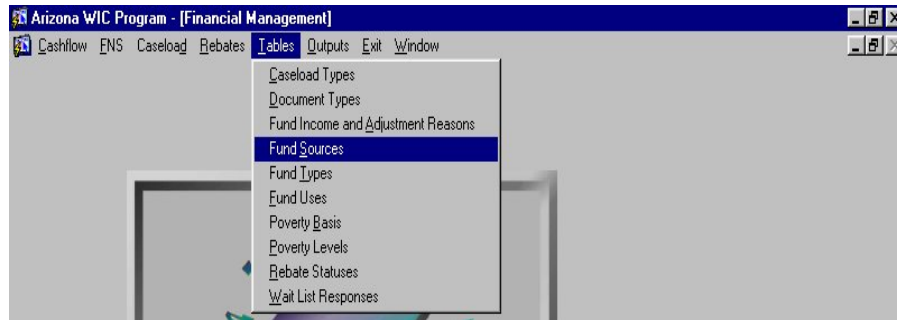 Arizona WIC Program - [Financial Management]
Cashflow FNS Caseload Rebates Tables Outputs Exit Window
Caseload Types
Document Types
Fund Income and Adjustment Reasons
Fund Sources
Fund Types
Fund Uses
Poverty Basis
Poverty Levels
Rebate Statuses
Wait List Responses